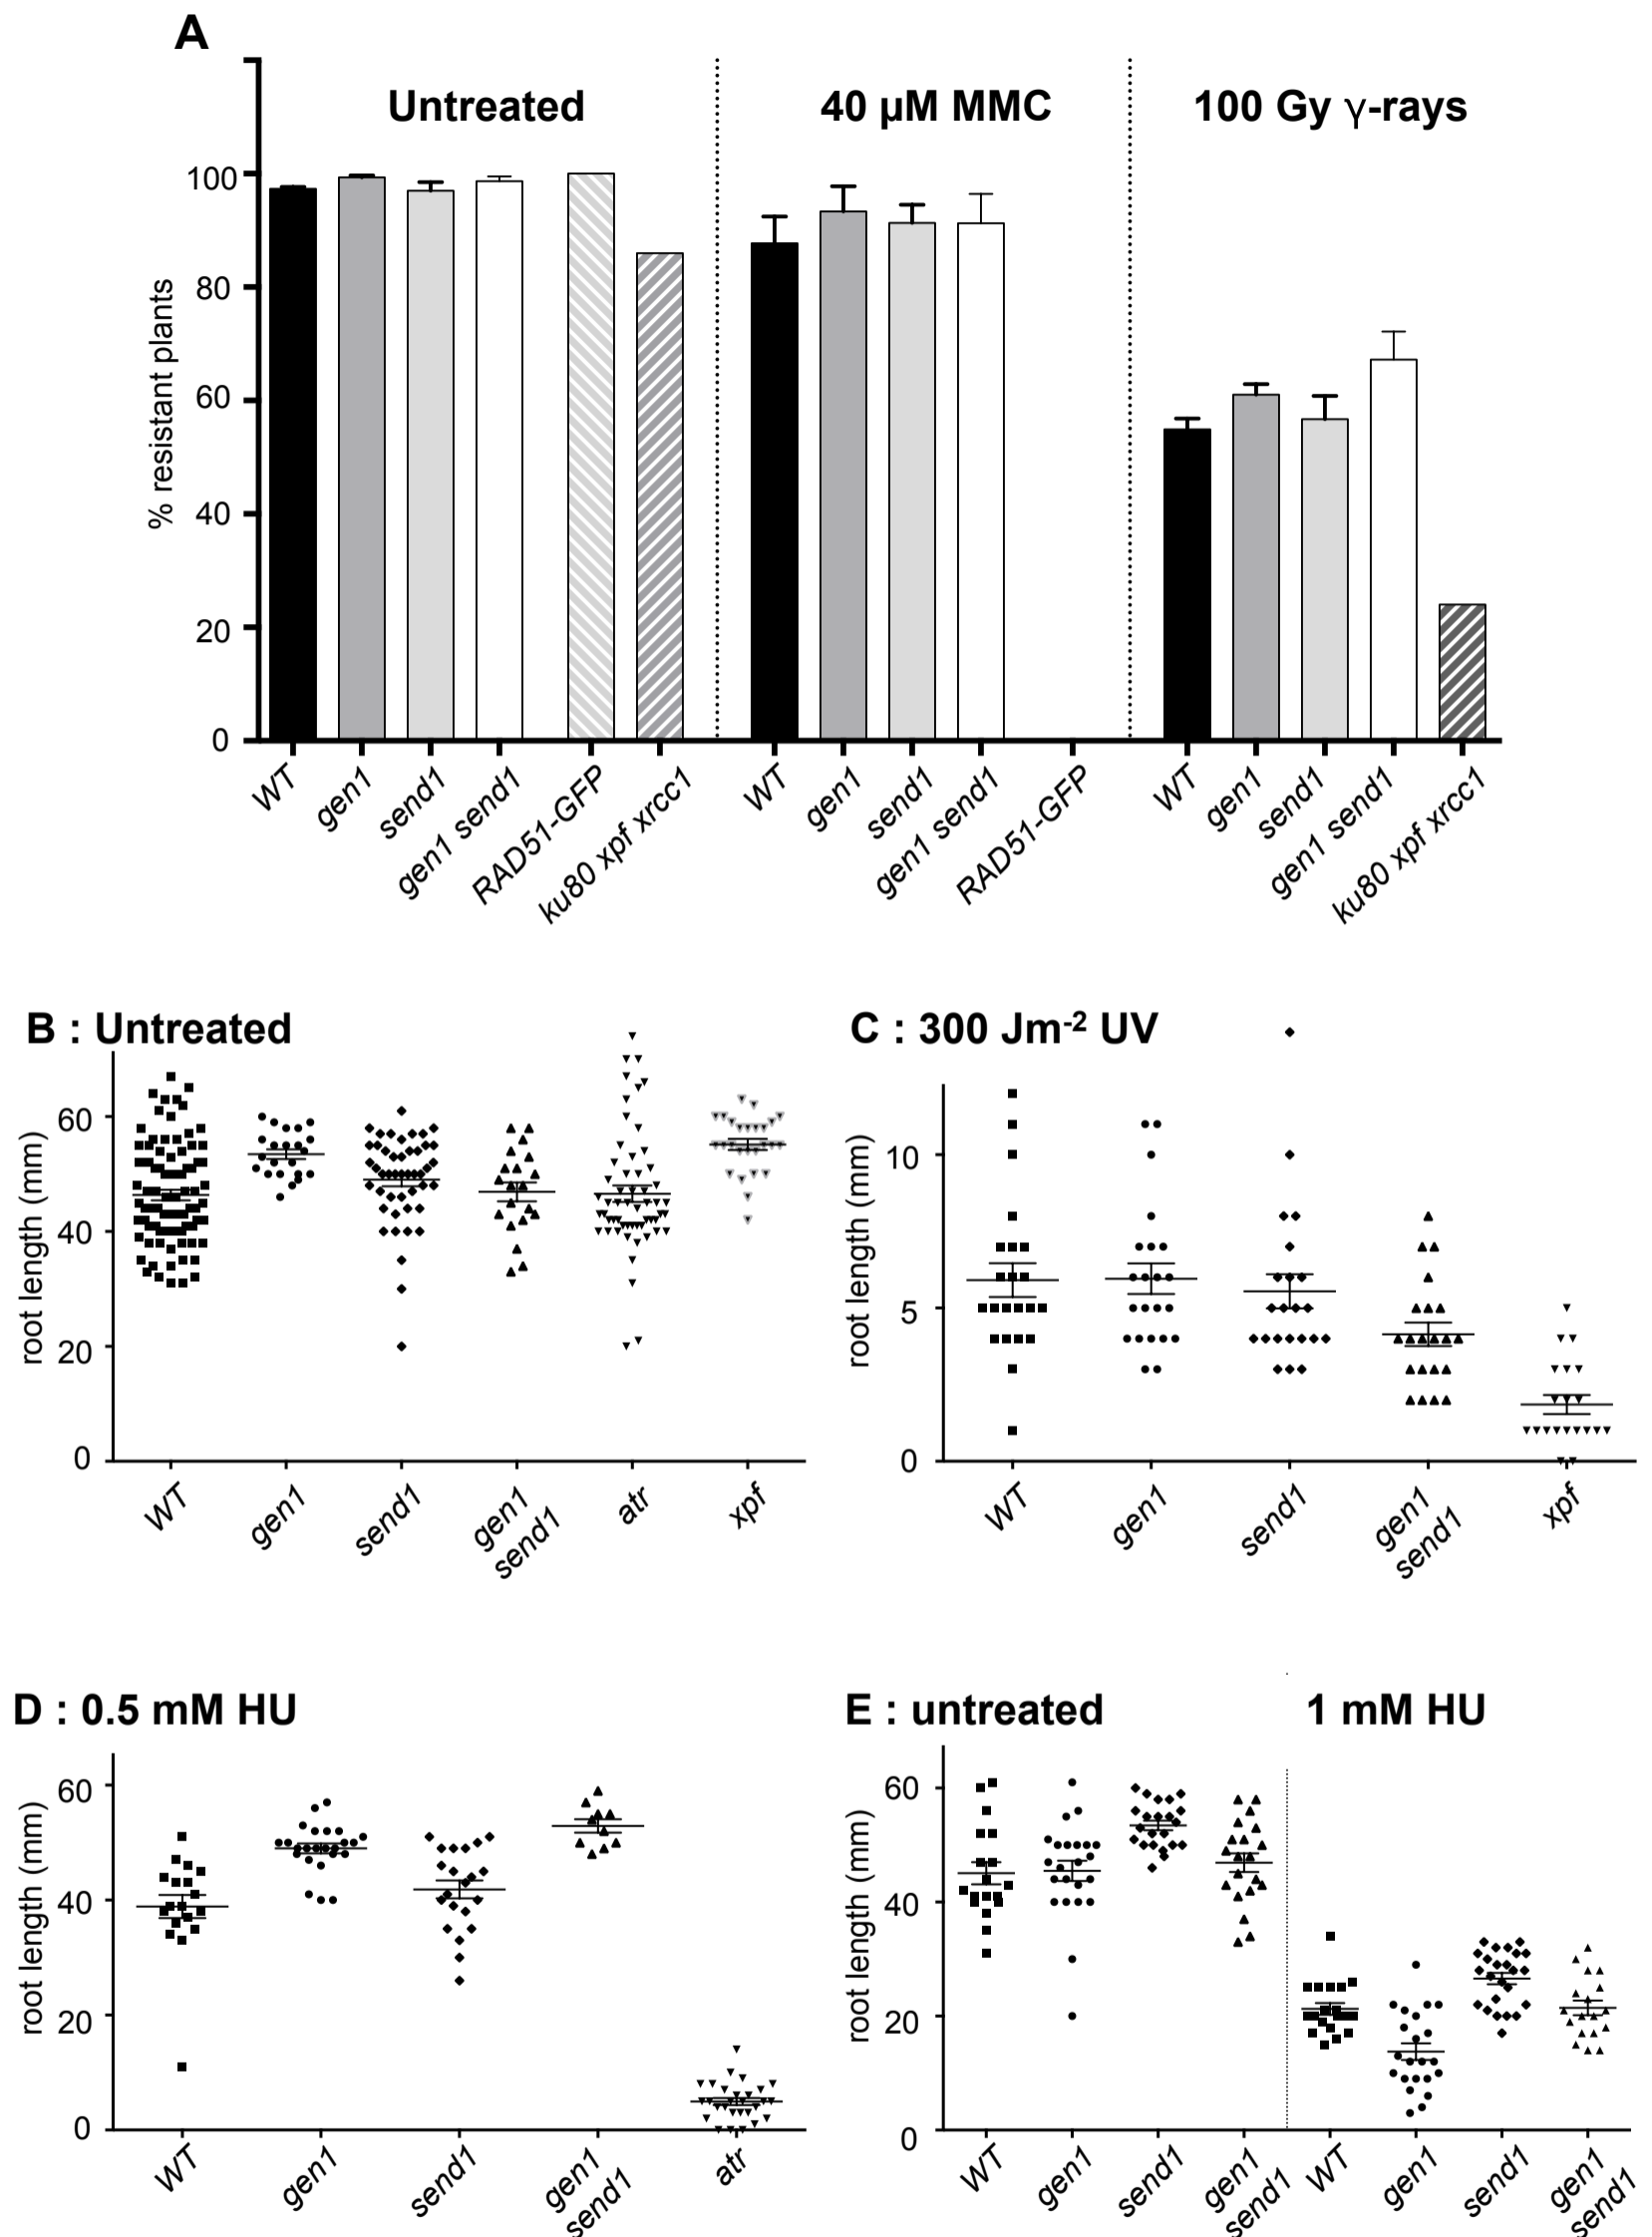 A
Untreated
40 µM MMC
100 Gy γ-rays
% resistant plants
100
80
60
40
20
0
WT
gen1
send1
gen1 send1
RAD51-GFP
ku80 xpf xrcc1
WT
gen1
send1
gen1 send1
RAD51-GFP
WT
gen1
send1
gen1 send1
ku80 xpf xrcc1
B : Untreated
root length (mm)
60
40
20
0
WT
gen1
send1
gen1
send1
atr
xpf
C : 300 Jm-2 UV
root length (mm)
10
5
0
WT
gen1
send1
gen1
send1
xpf
D : 0.5 mM HU
root length (mm)
60
40
20
0
WT
gen1
send1
gen1
send1
atr
E : untreated
1 mM HU
root length (mm)
60
40
20
0
WT
gen1
send1
gen1
send1
WT
gen1
send1
gen1
send1